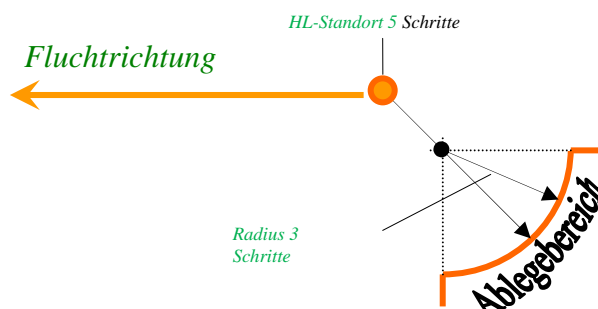 HL-Standort 5 Schritte
Fluchtrichtung
Radius 3
Schritte
Ablegebereich